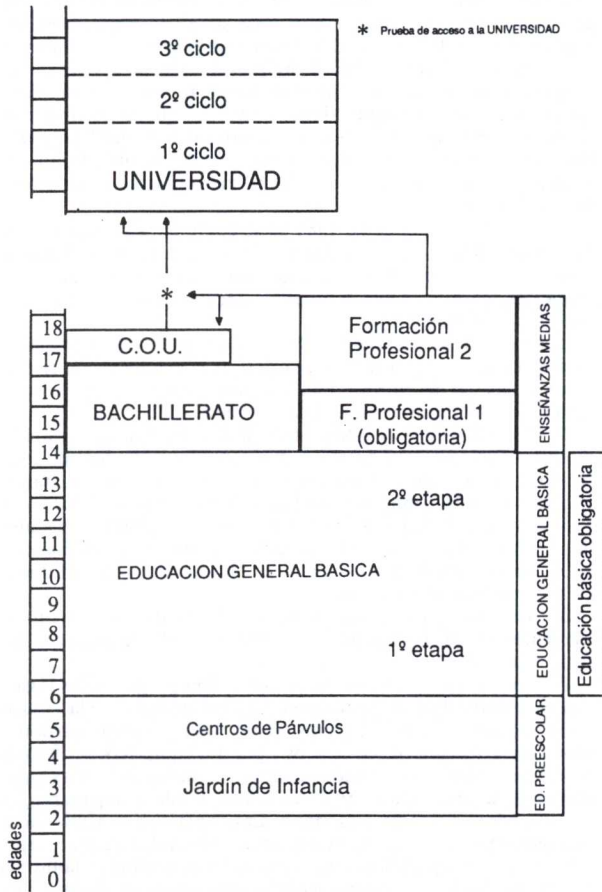 * Prueba de acceso a la UNIVERSIDAD
3º ciclo
2º ciclo
1º ciclo
UNIVERSIDAD
*
18
17
16
15
14
13
12
11
10
9
8
7
6
5
4
3
2
1
0
edades
C.O.U.
BACHILLERATO
Formación
Profesional 2
F. Profesional 1
(obligatoria)
ENSEÑANZAS MEDIAS
2º etapa
EDUCACION GENERAL BASICA
1º etapa
EDUCACION GENERAL BASICA
Educación básica obligatoria
Centros de Párvulos
Jardín de Infancia
ED. PREESCOLAR